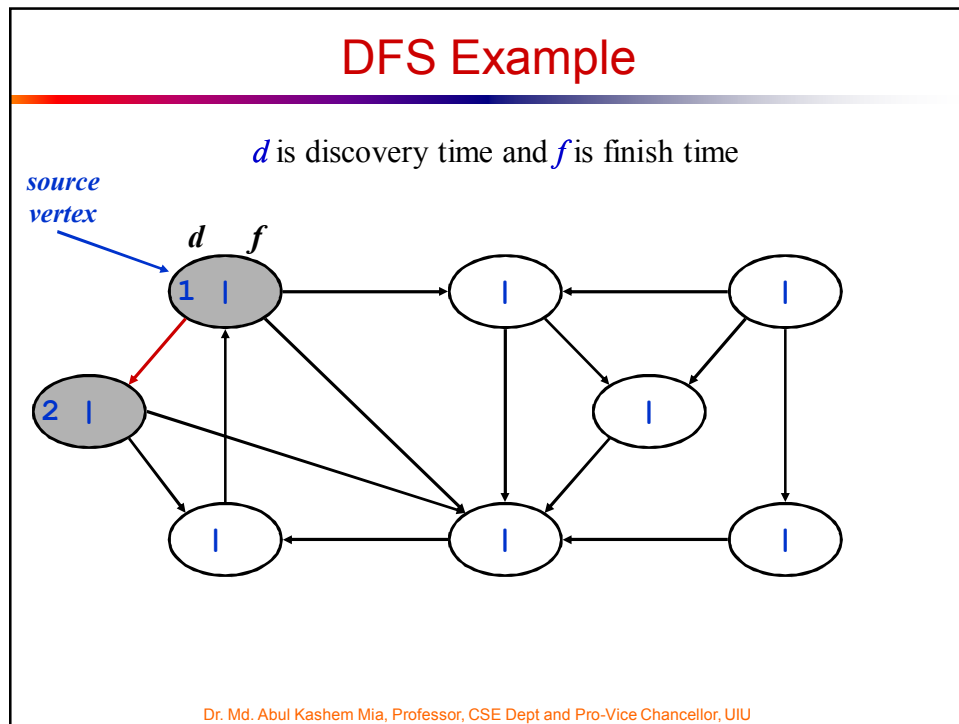 DFS Example
d is discovery time and f is finish time
source
vertex
d f
1 |
|
|
2 |
|
|
|
|
Dr. Md. Abul Kashem Mia, Professor, CSE Dept and Pro-Vice Chancellor, UIU